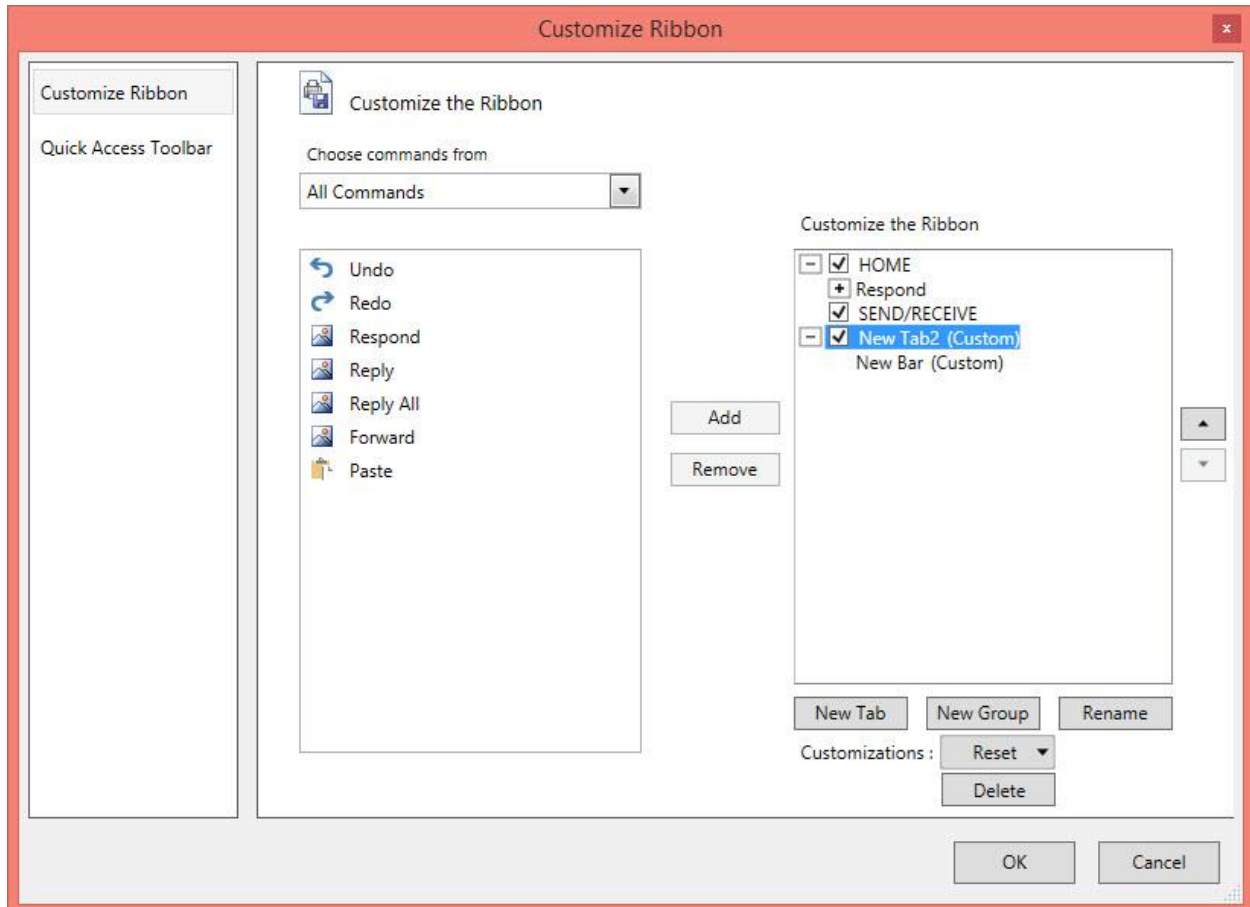 Customize Ribbon
x
Customize Ribbon
Quick Access Toolbar
Customize the Ribbon
Choose commands from
All Commands
Undo
Redo
Respond
Reply
Reply All
Forward
Paste
Add
Remove
Customize the Ribbon
HOME
Respond
SEND/RECEIVE
New Tab2 (Custom)
New Bar (Custom)
New Tab
New Group
Rename
Customizations :
Reset
Delete
OK
Cancel